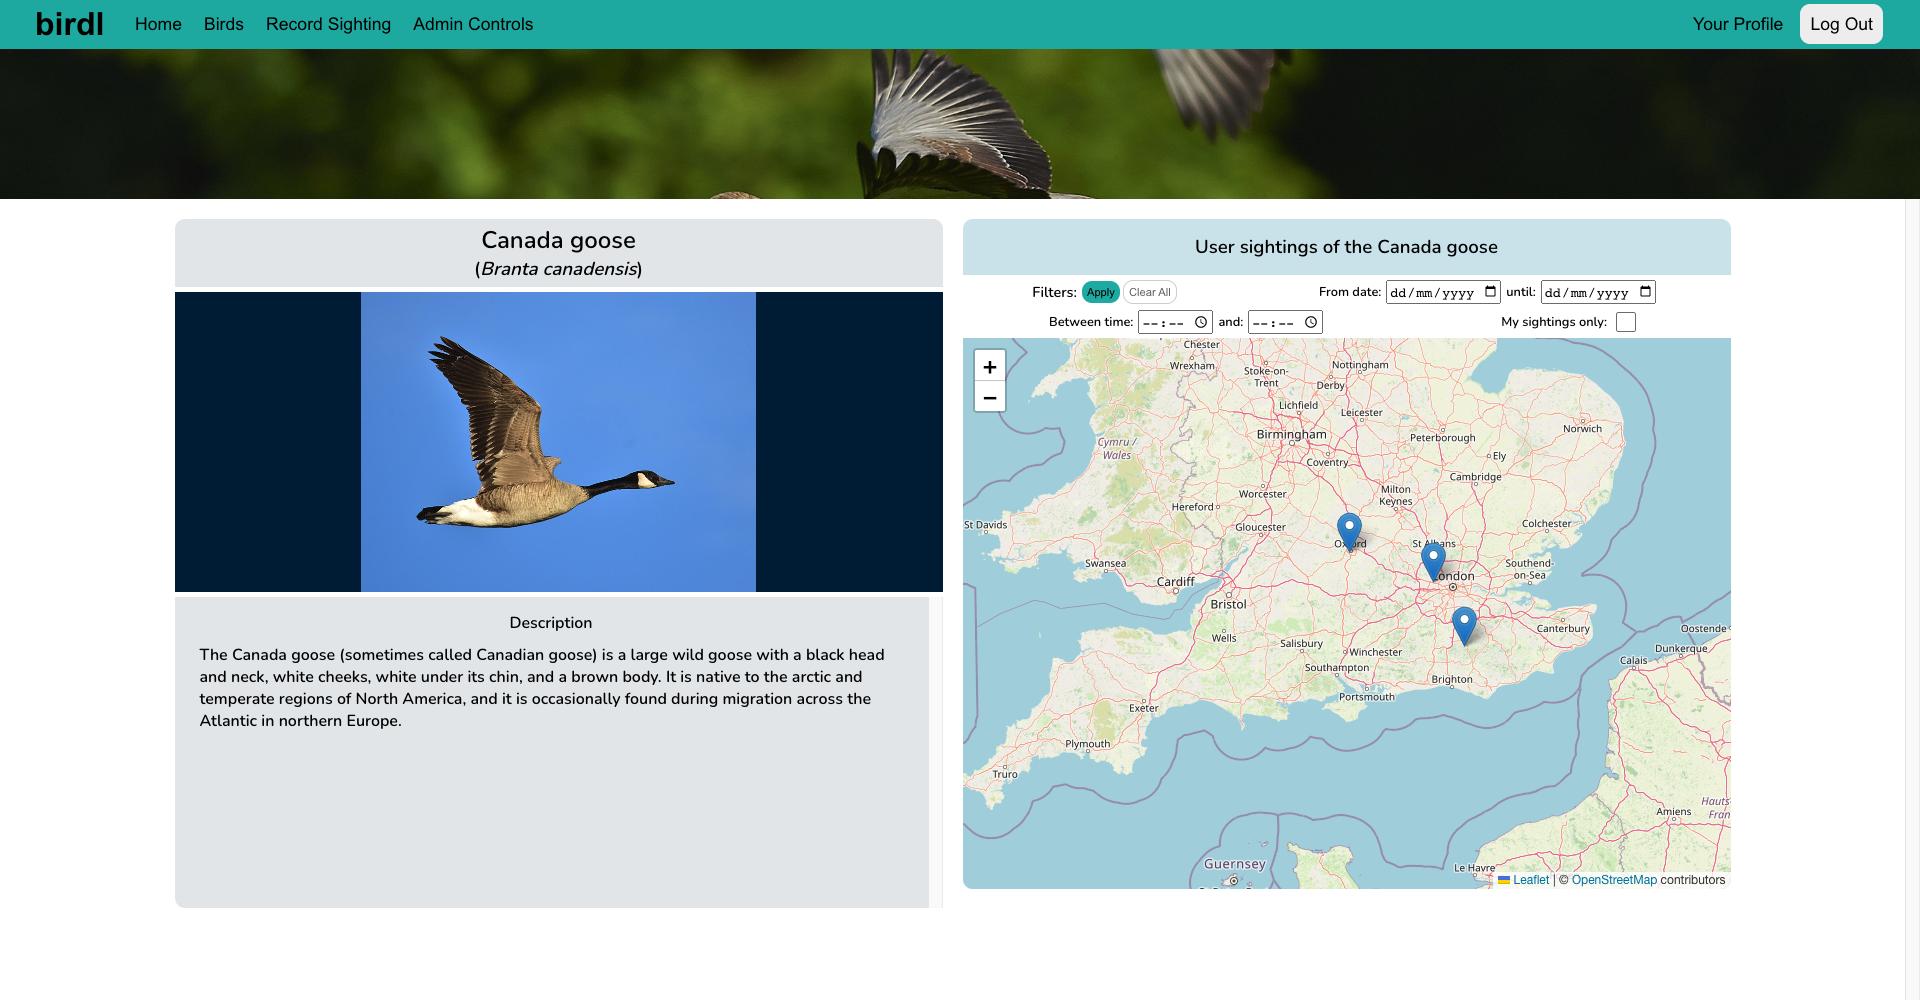 birdl Home Birds Record Sighting Admin Controls Your Profile Log Out
Canada goose
(Branta canadensis)
Description
The Canada goose (sometimes called Canadian goose) is a large wild goose with a black head
and neck, white cheeks, white under its chin, and a brown body. It is native to the arctic and
temperate regions of North America, and it is occasionally found during migration across the
Atlantic in northern Europe.
User sightings of the Canada goose
Filters: Apply Clear All From date: dd/mm/yyyy until: dd/mm/yyyy
Between time: --:-- and: --:-- My sightings only:
+
−
Chester
Wrexham
Stoke-on-
Trent
Nottingham
Derby
Lichfield
Leicester
Norwich
Birmingham
Peterborough
Cymru /
Wales
Coventry
Ely
Cambridge
Worcester
Milton
Keynes
Hereford
Gloucester
St Davids
Colchester
Oxford
St Albans
Swansea
Southend-
on-Sea
Cardiff
London
Bristol
Wells
Salisbury
Winchester
Canterbury
Oostende
Dunkerque
Calais
Southampton
Brighton
Portsmouth
Exeter
Plymouth
Truro
Hauts-
Amiens
Guernsey
Le Havre
Leaflet | © OpenStreetMap contributors